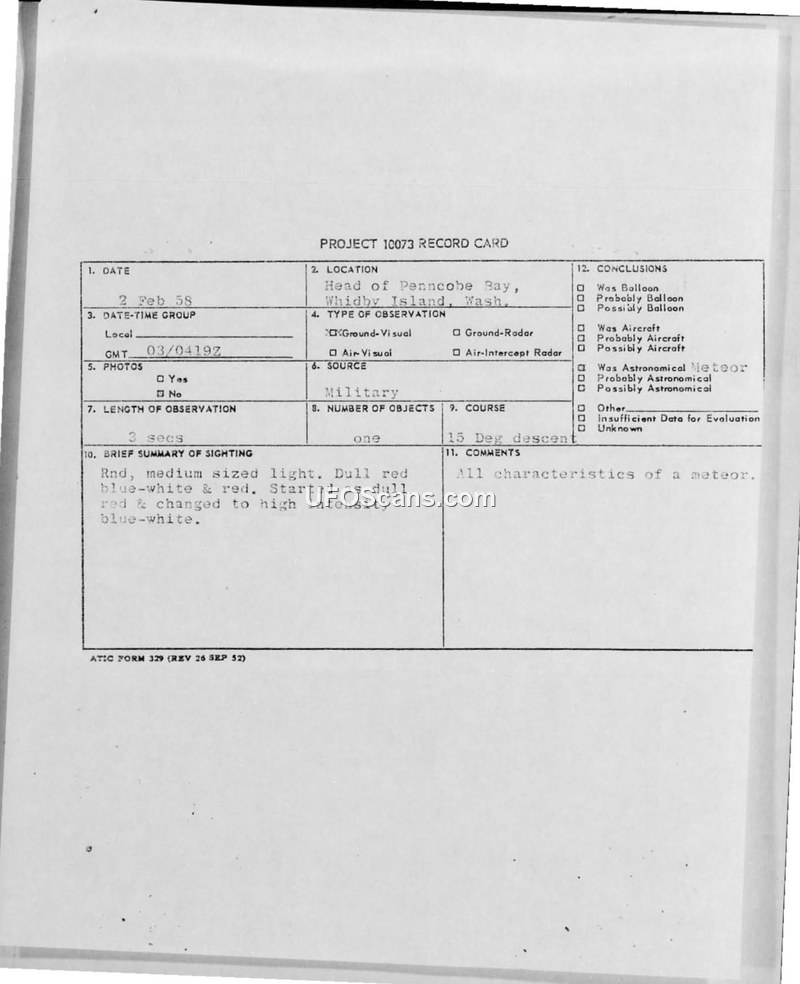 PROJECT 10073 RECORD CARD
1. DATE
2 Feb 58
2. LOCATION
Head of Penncobe Bay,
Whidby Island, Wash.
3. DATE-TIME GROUP
Local
GMT 03/0419Z
4. TYPE OF OBSERVATION
Ground-Visual
Ground-Radar
Air-Visual
Air-Intercept Radar
5. PHOTOS
Yes
No
6. SOURCE
Military
7. LENGTH OF OBSERVATION
3 secs
8. NUMBER OF OBJECTS
one
9. COURSE
15 Deg descent
10. BRIEF SUMMARY OF SIGHTING
Rnd, medium sized light. Dull red
blue-white & red. Started as dull
red & changed to high intensity
blue-white.
11. COMMENTS
All characteristics of a meteor.
12. CONCLUSIONS
Was Balloon
Probably Balloon
Possibly Balloon
Was Aircraft
Probably Aircraft
Possibly Aircraft
Was Astronomical Meteor
Probably Astronomical
Possibly Astronomical
Other
Insufficient Data for Evaluation
Unknown
ATIC FORM 329 (REV 26 SEP 52)
UFOScans.com